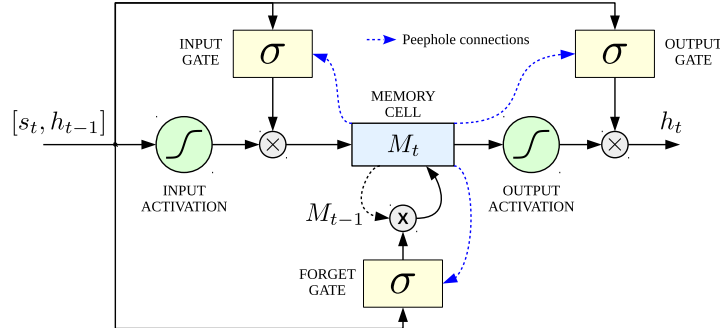 INPUT
GATE
σ
Peephole connections
σ
OUTPUT
GATE
MEMORY
CELL
[s_t, h_{t−1}]
×
M_t
×
h_t
INPUT
ACTIVATION
OUTPUT
ACTIVATION
M_{t−1}
x
FORGET
GATE
σ